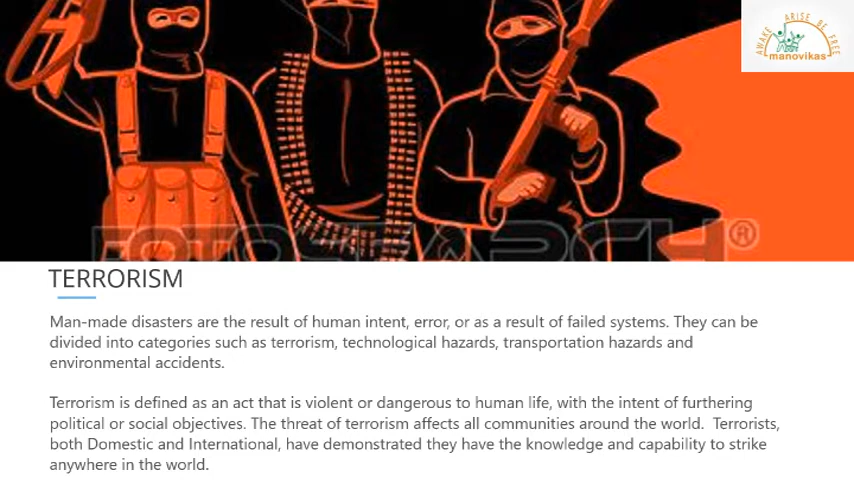 AWAKE ARISE BE FREE
manovikas
FOTOSEARCH®
TERRORISM
Man-made disasters are the result of human intent, error, or as a result of failed systems. They can be
divided into categories such as terrorism, technological hazards, transportation hazards and
environmental accidents.
Terrorism is defined as an act that is violent or dangerous to human life, with the intent of furthering
political or social objectives. The threat of terrorism affects all communities around the world.  Terrorists,
both Domestic and International, have demonstrated they have the knowledge and capability to strike
anywhere in the world.